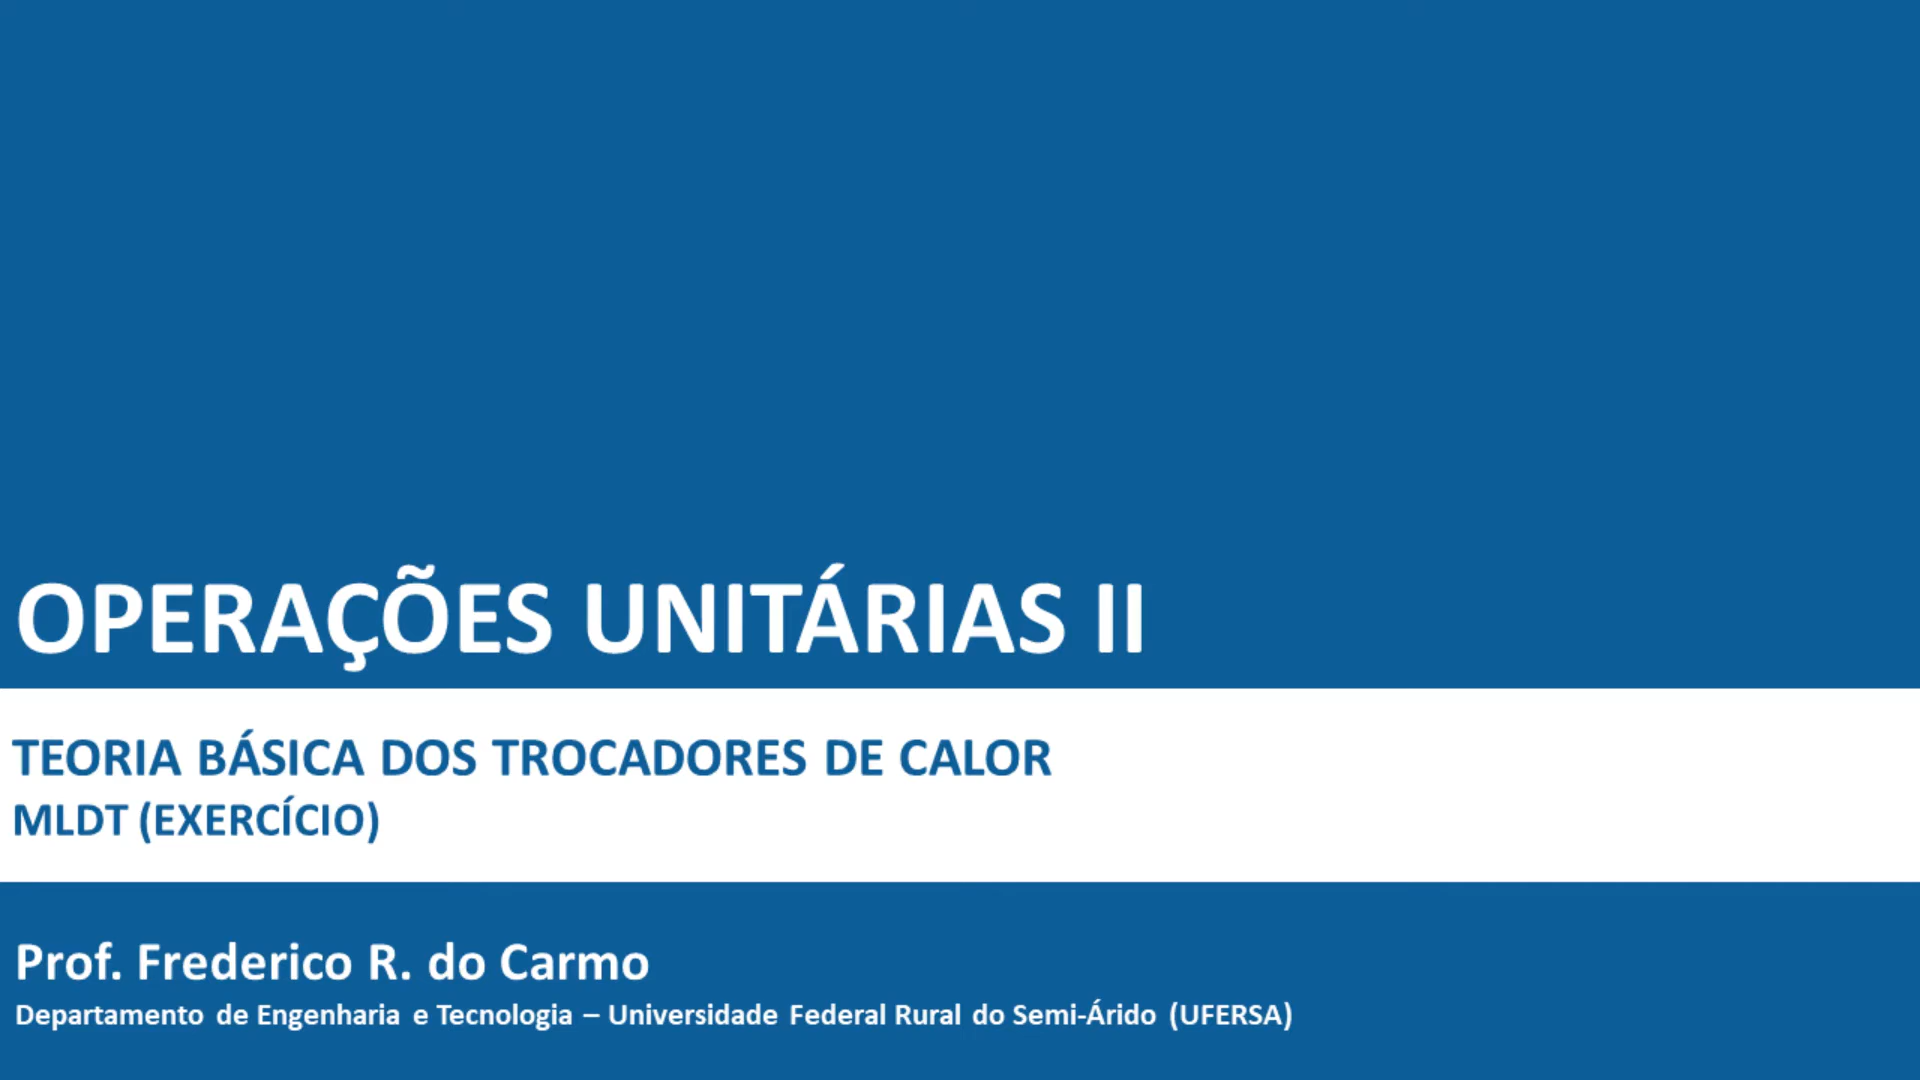 OPERAÇÕES UNITÁRIAS II
TEORIA BÁSICA DOS TROCADORES DE CALOR
MLDT (EXERCÍCIO)
Prof. Frederico R. do Carmo
Departamento de Engenharia e Tecnologia – Universidade Federal Rural do Semi-Árido (UFERSA)